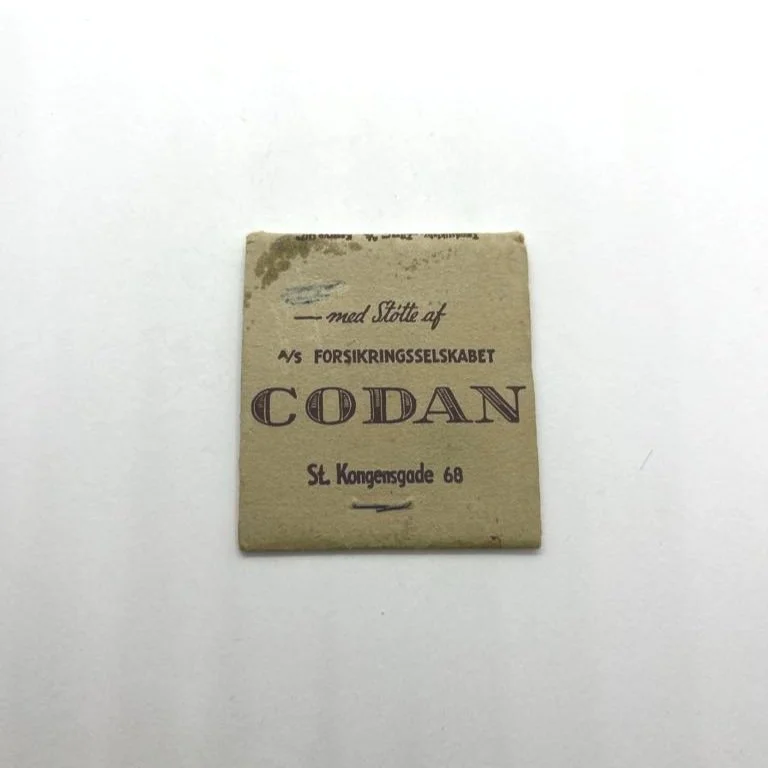 — med Støtte af
A/S FORSIKRINGSSELSKABET
CODAN
St. Kongensgade 68